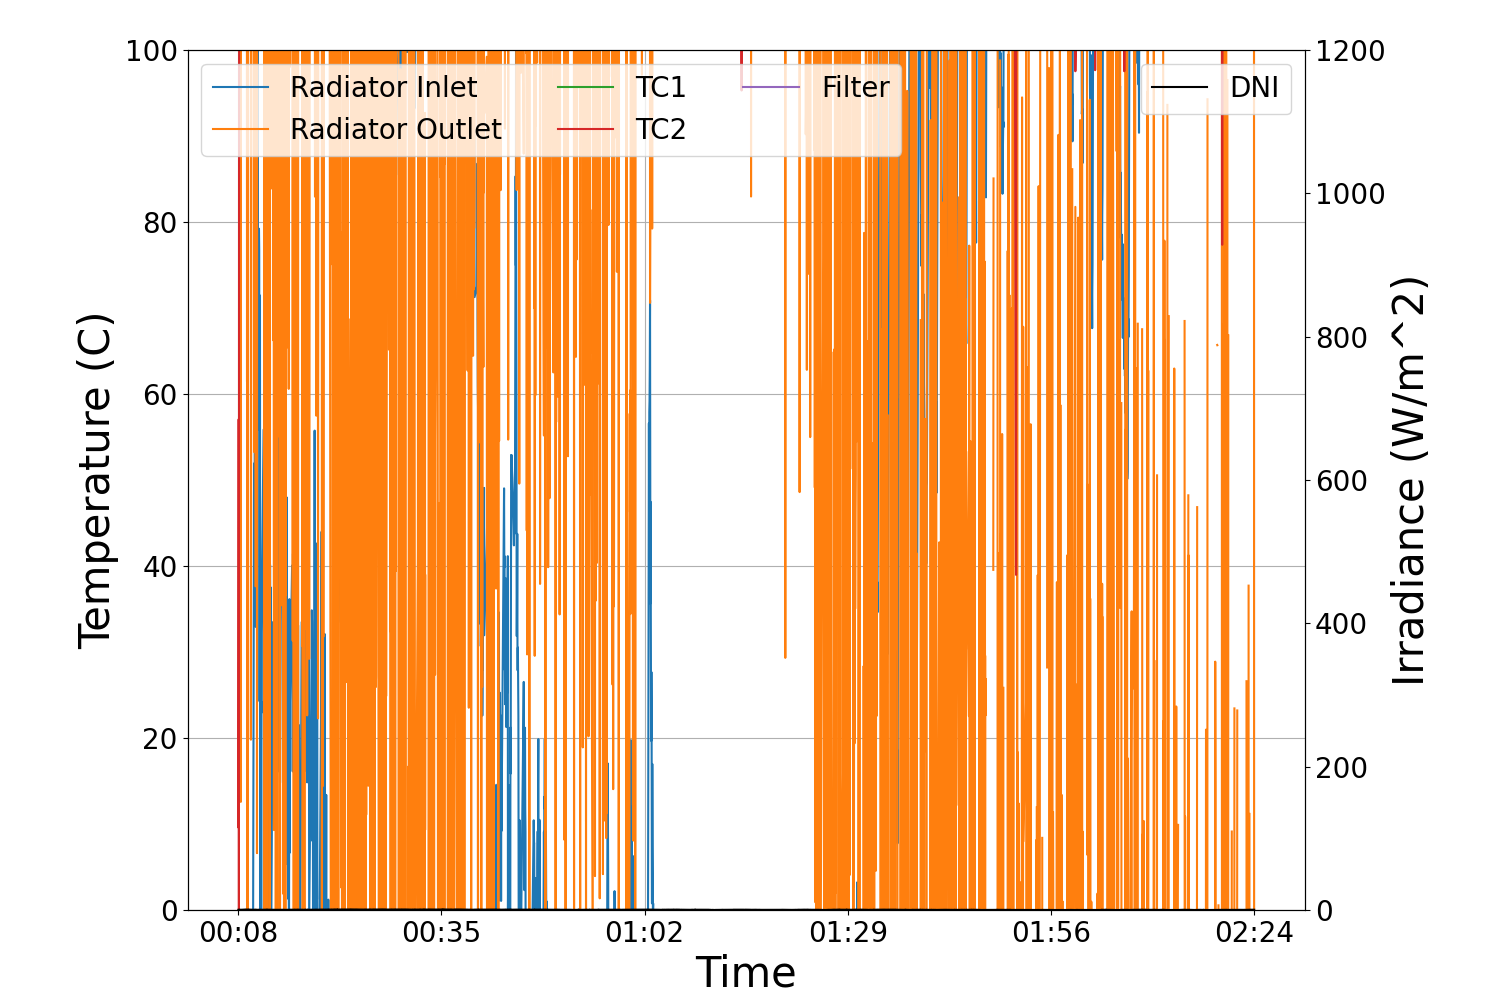 100
80
60
40
20
0
Temperature (C)
Radiator Inlet
Radiator Outlet
TC1
TC2
Filter
DNI
1200
1000
800
600
400
200
0
Irradiance (W/m^2)
00:08
00:35
01:02
01:29
01:56
02:24
Time